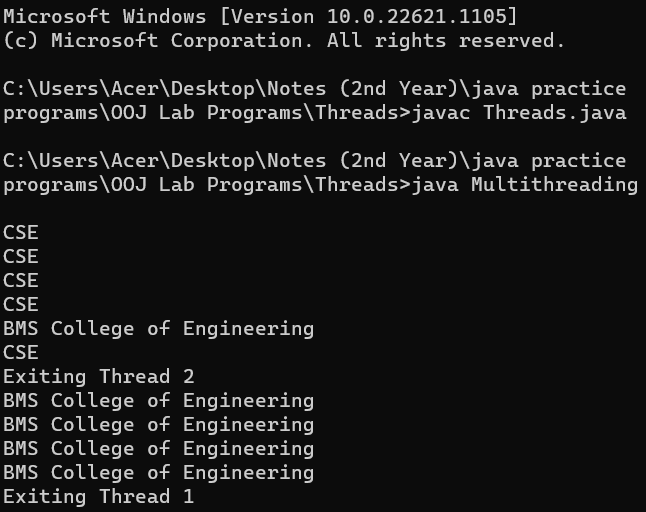 Microsoft Windows [Version 10.0.22621.1105]
(c) Microsoft Corporation. All rights reserved.
C:\Users\Acer\Desktop\Notes (2nd Year)\java practice
programs\OOJ Lab Programs\Threads>javac Threads.java
C:\Users\Acer\Desktop\Notes (2nd Year)\java practice
programs\OOJ Lab Programs\Threads>java Multithreading
CSE
CSE
CSE
CSE
BMS College of Engineering
CSE
Exiting Thread 2
BMS College of Engineering
BMS College of Engineering
BMS College of Engineering
BMS College of Engineering
Exiting Thread 1